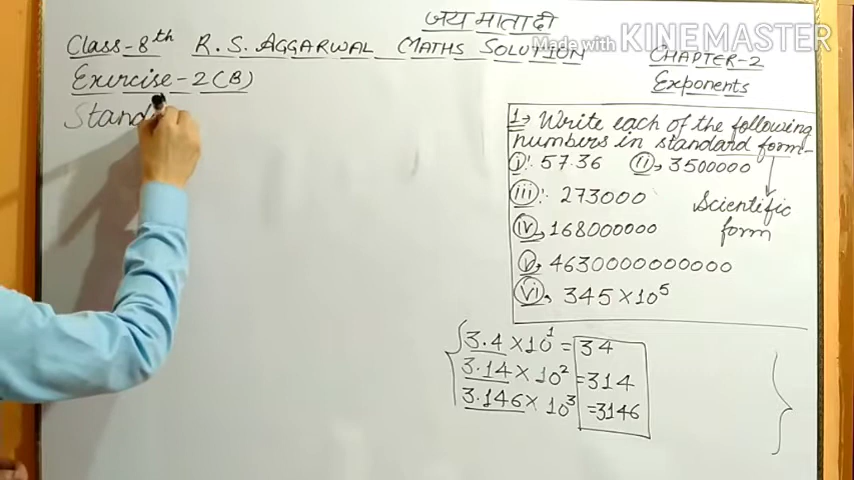 जय माता दी
Made with KINEMASTER
Class-8th R.S. AGGARWAL MATHS SOLUTION
CHAPTER-2
Exponents
Exercise-2(B)
Stand
1, Write each of the following
numbers in standard form-
i, 57.36 ii, 3500000
iii, 273000
Scientific
form
iv, 168000000
v, 4630000000000
vi, 345×10⁵
3.4×10¹ = 34
3.14×10² =314
3.146×10³ =3146